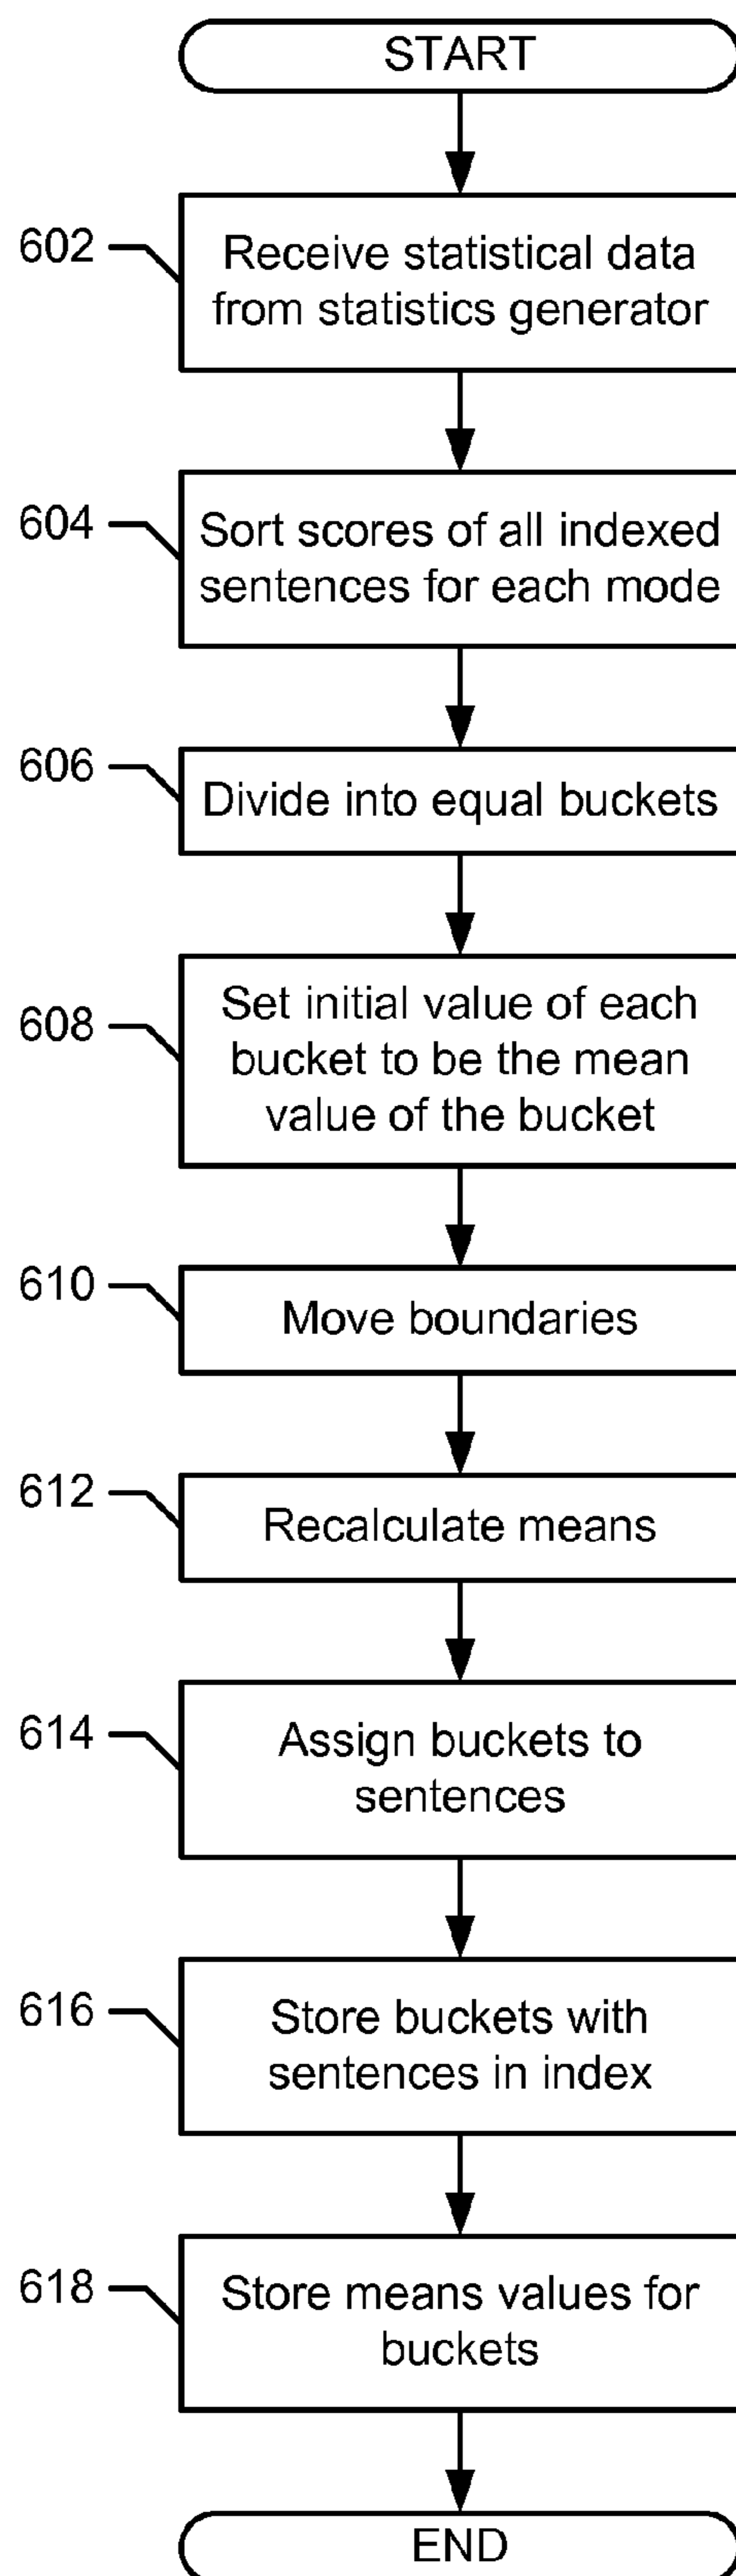 START
602
Receive statistical data
from statistics generator
604
Sort scores of all indexed
sentences for each mode
606
Divide into equal buckets
608
Set initial value of each
bucket to be the mean
value of the bucket
610
Move boundaries
612
Recalculate means
614
Assign buckets to
sentences
616
Store buckets with
sentences in index
618
Store means values for
buckets
END